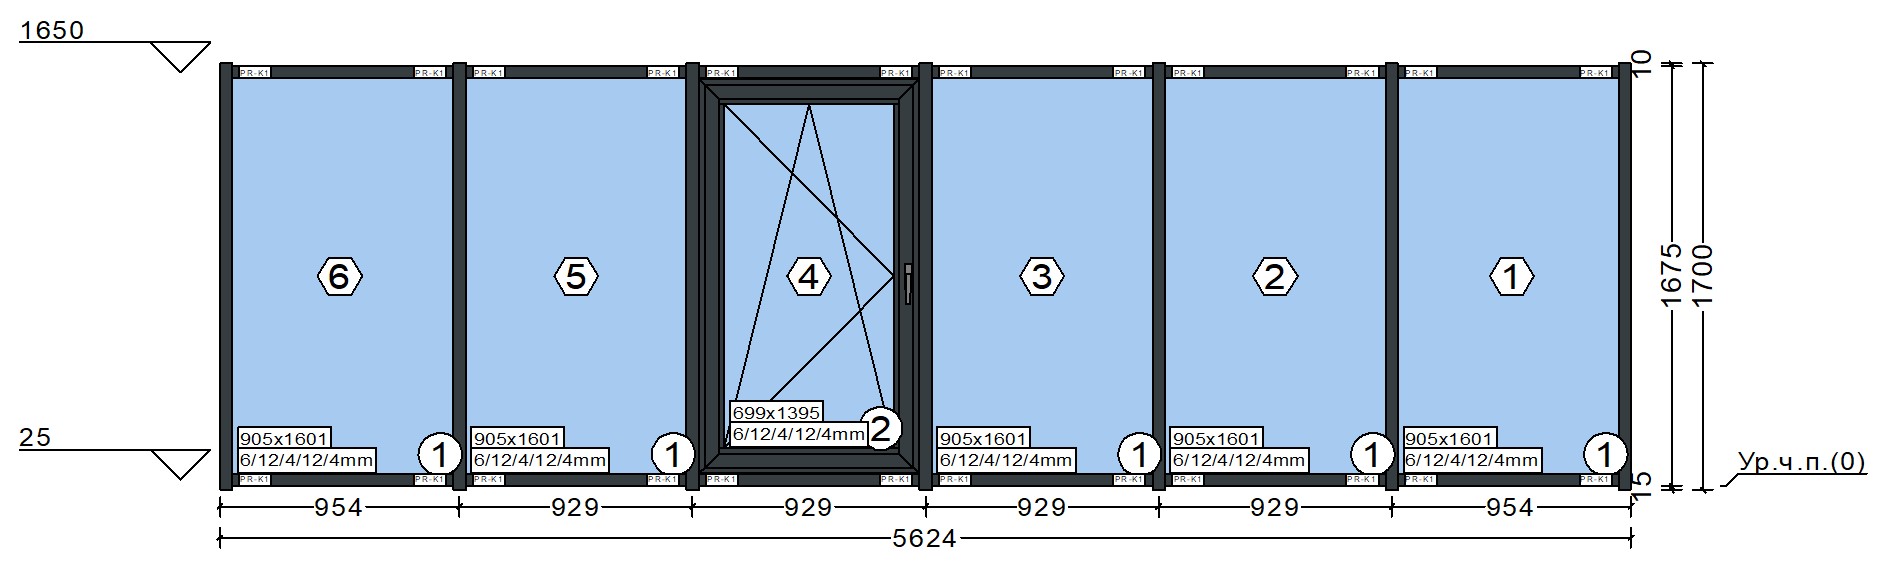 1650
PR-K1 PR-K1 PR-K1 PR-K1 PR-K1 PR-K1 PR-K1 PR-K1 PR-K1 PR-K1 PR-K1 PR-K1
10
6 5 4 3 2 1
1675
1700
699x1395
6/12/4/12/4mm 2
25
905x1601 905x1601 905x1601 905x1601 905x1601
6/12/4/12/4mm 1 6/12/4/12/4mm 1 6/12/4/12/4mm 1 6/12/4/12/4mm 1 6/12/4/12/4mm 1
Ур.ч.п.(0)
PR-K1 PR-K1 PR-K1 PR-K1 PR-K1 PR-K1 PR-K1 PR-K1 PR-K1 PR-K1 PR-K1 PR-K1
15
954 929 929 929 929 954
5624